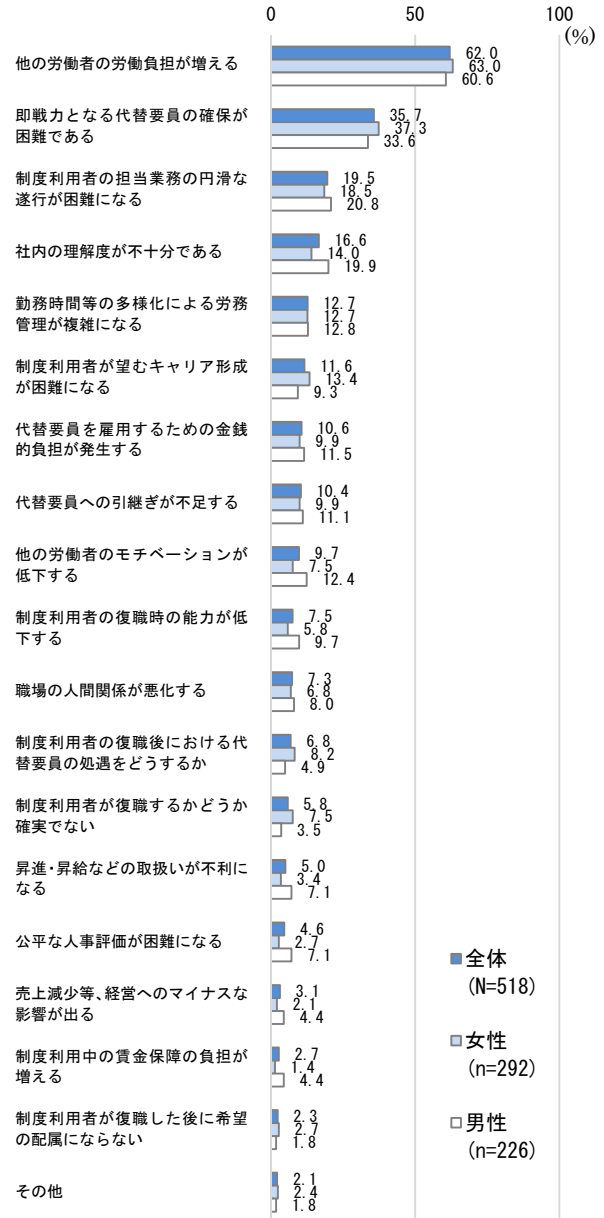 0 50 100
(%)
他の労働者の労働負担が増える
62.0
63.0
60.6
即戦力となる代替要員の確保が
困難である
35.7
37.3
33.6
制度利用者の担当業務の円滑な
遂行が困難になる
19.5
18.5
20.8
社内の理解度が不十分である
16.6
14.0
19.9
勤務時間等の多様化による労務
管理が複雑になる
12.7
12.7
12.8
制度利用者が望むキャリア形成
が困難になる
11.6
13.4
9.3
代替要員を雇用するための金銭
的負担が発生する
10.6
9.9
11.5
代替要員への引継ぎが不足する
10.4
9.9
11.1
他の労働者のモチベーションが
低下する
9.7
7.5
12.4
制度利用者の復職時の能力が低
下する
7.5
5.8
9.7
職場の人間関係が悪化する
7.3
6.8
8.0
制度利用者の復職後における代
替要員の処遇をどうするか
6.8
8.2
4.9
制度利用者が復職するかどうか
確実でない
5.8
7.5
3.5
昇進・昇給などの取扱いが不利に
なる
5.0
3.4
7.1
公平な人事評価が困難になる
4.6
2.7
7.1
売上減少等、経営へのマイナスな
影響が出る
3.1
2.1
4.4
制度利用中の賃金保障の負担が
増える
2.7
1.4
4.4
制度利用者が復職した後に希望
の配属にならない
2.3
2.7
1.8
その他
2.1
2.4
1.8
全体
(N=518)
女性
(n=292)
男性
(n=226)